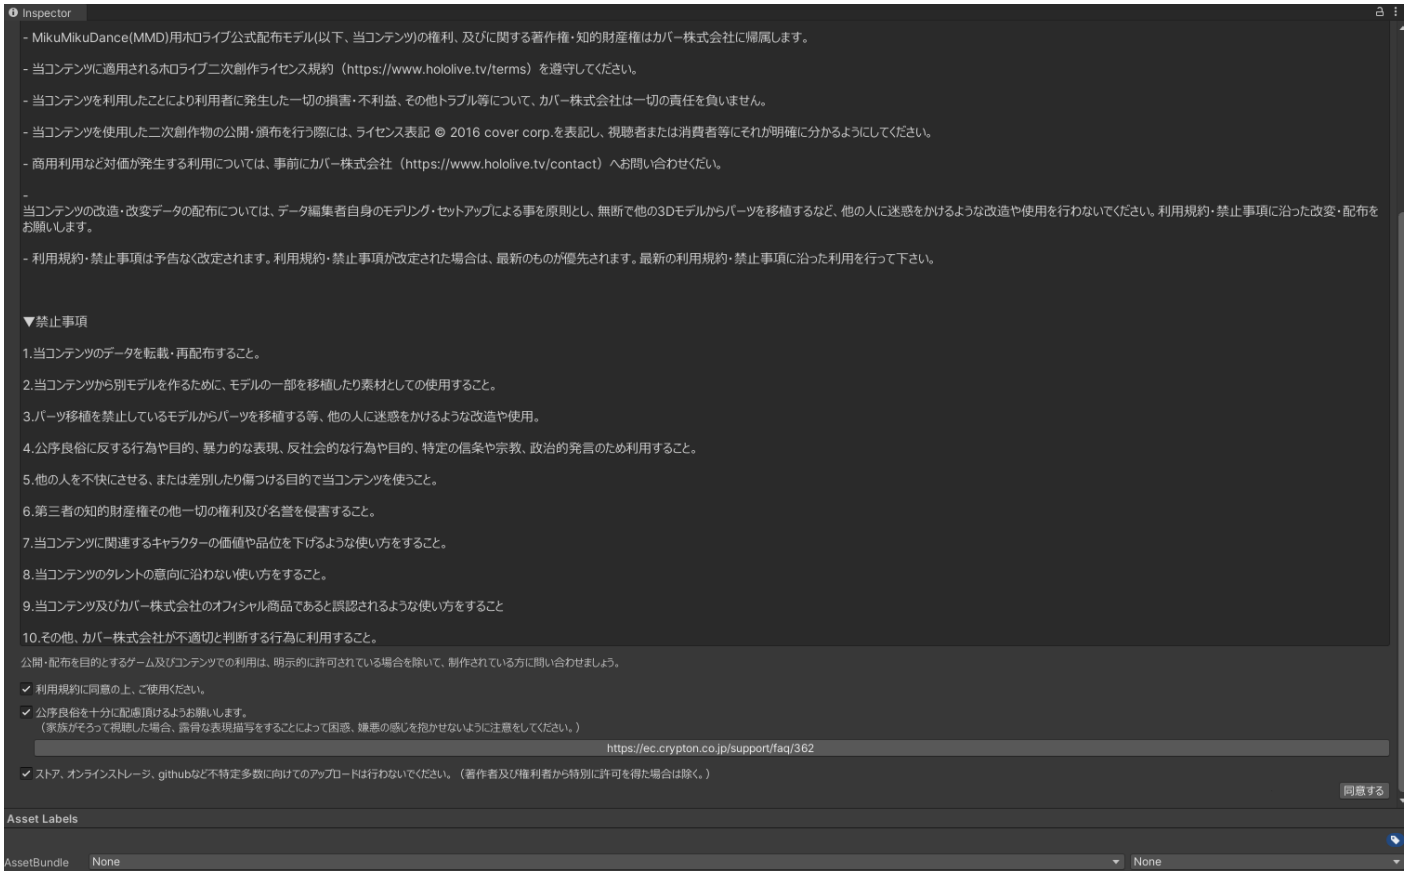 Inspector
- MikuMikuDance(MMD)用ホロライブ公式配布モデル(以下、当コンテンツ)の権利、及びに関する著作権・知的財産権はカバー株式会社に帰属します。
- 当コンテンツに適用されるホロライブ二次創作ライセンス規約（https://www.hololive.tv/terms）を遵守してください。
- 当コンテンツを利用したことにより利用者に発生した一切の損害・不利益、その他トラブル等について、カバー株式会社は一切の責任を負いません。
- 当コンテンツを使用した二次創作物の公開・頒布を行う際には、ライセンス表記 © 2016 cover corp.を表記し、視聴者または消費者等にそれが明確に分かるようにしてください。
- 商用利用など対価が発生する利用については、事前にカバー株式会社（https://www.hololive.tv/contact）へお問い合わせくだい。
-
当コンテンツの改造・改変データの配布については、データ編集者自身のモデリング・セットアップによる事を原則とし、無断で他の3Dモデルからパーツを移植するなど、他の人に迷惑をかけるような改造や使用を行わないでください。利用規約・禁止事項に沿った改変・配布を
お願いします。
- 利用規約・禁止事項は予告なく改定されます。利用規約・禁止事項が改定された場合は、最新のものが優先されます。最新の利用規約・禁止事項に沿った利用を行って下さい。
▼禁止事項
1.当コンテンツのデータを転載・再配布すること。
2.当コンテンツから別モデルを作るために、モデルの一部を移植したり素材としての使用すること。
3.パーツ移植を禁止しているモデルからパーツを移植する等、他の人に迷惑をかけるような改造や使用。
4.公序良俗に反する行為や目的、暴力的な表現、反社会的な行為や目的、特定の信条や宗教、政治的発言のため利用すること。
5.他の人を不快にさせる、または差別したり傷つける目的で当コンテンツを使うこと。
6.第三者の知的財産権その他一切の権利及び名誉を侵害すること。
7.当コンテンツに関連するキャラクターの価値や品位を下げるような使い方をすること。
8.当コンテンツのタレントの意向に沿わない使い方をすること。
9.当コンテンツ及びカバー株式会社のオフィシャル商品であると誤認されるような使い方をすること
10.その他、カバー株式会社が不適切と判断する行為に利用すること。
公開・配布を目的とするゲーム及びコンテンツでの利用は、明示的に許可されている場合を除いて、制作されている方に問い合わせましょう。
利用規約に同意の上、ご使用ください。
公序良俗を十分に配慮頂けるようお願いします。
（家族がそろって視聴した場合、露骨な表現描写をすることによって困惑、嫌悪の感じを抱かせないように注意をしてください。）
https://ec.crypton.co.jp/support/faq/362
ストア、オンラインストレージ、githubなど不特定多数に向けてのアップロードは行わないでください。（著作者及び権利者から特別に許可を得た場合は除く。）
同意する
Asset Labels
AssetBundle None None